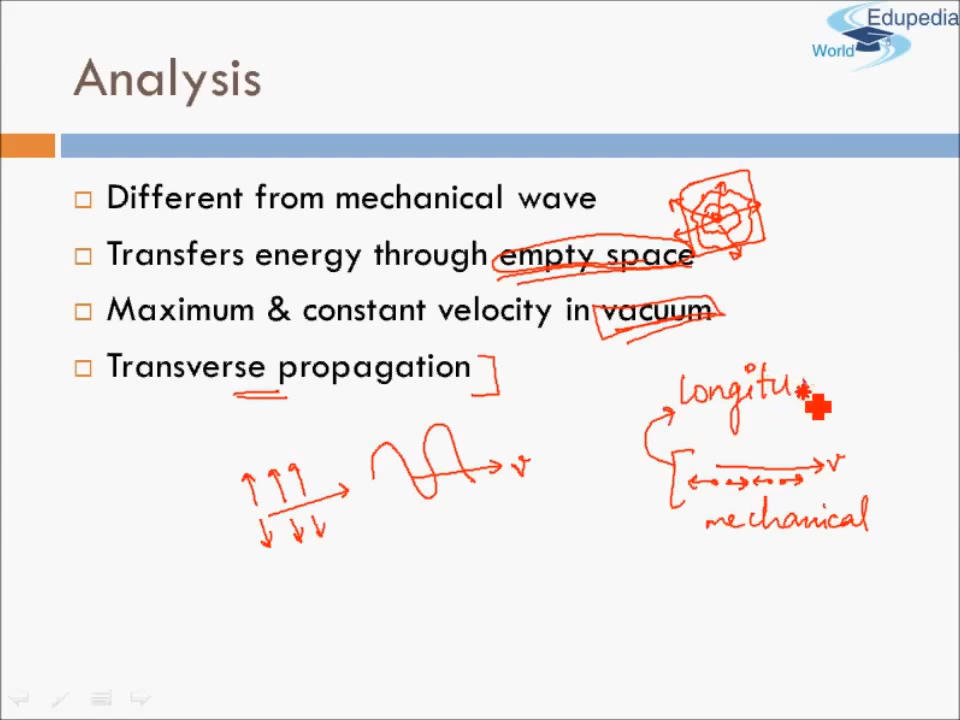 Edupedia
World
Analysis
Different from mechanical wave
Transfers energy through empty space
Maximum & constant velocity in vacuum
Transverse propagation
longitu
v
v
mechanical